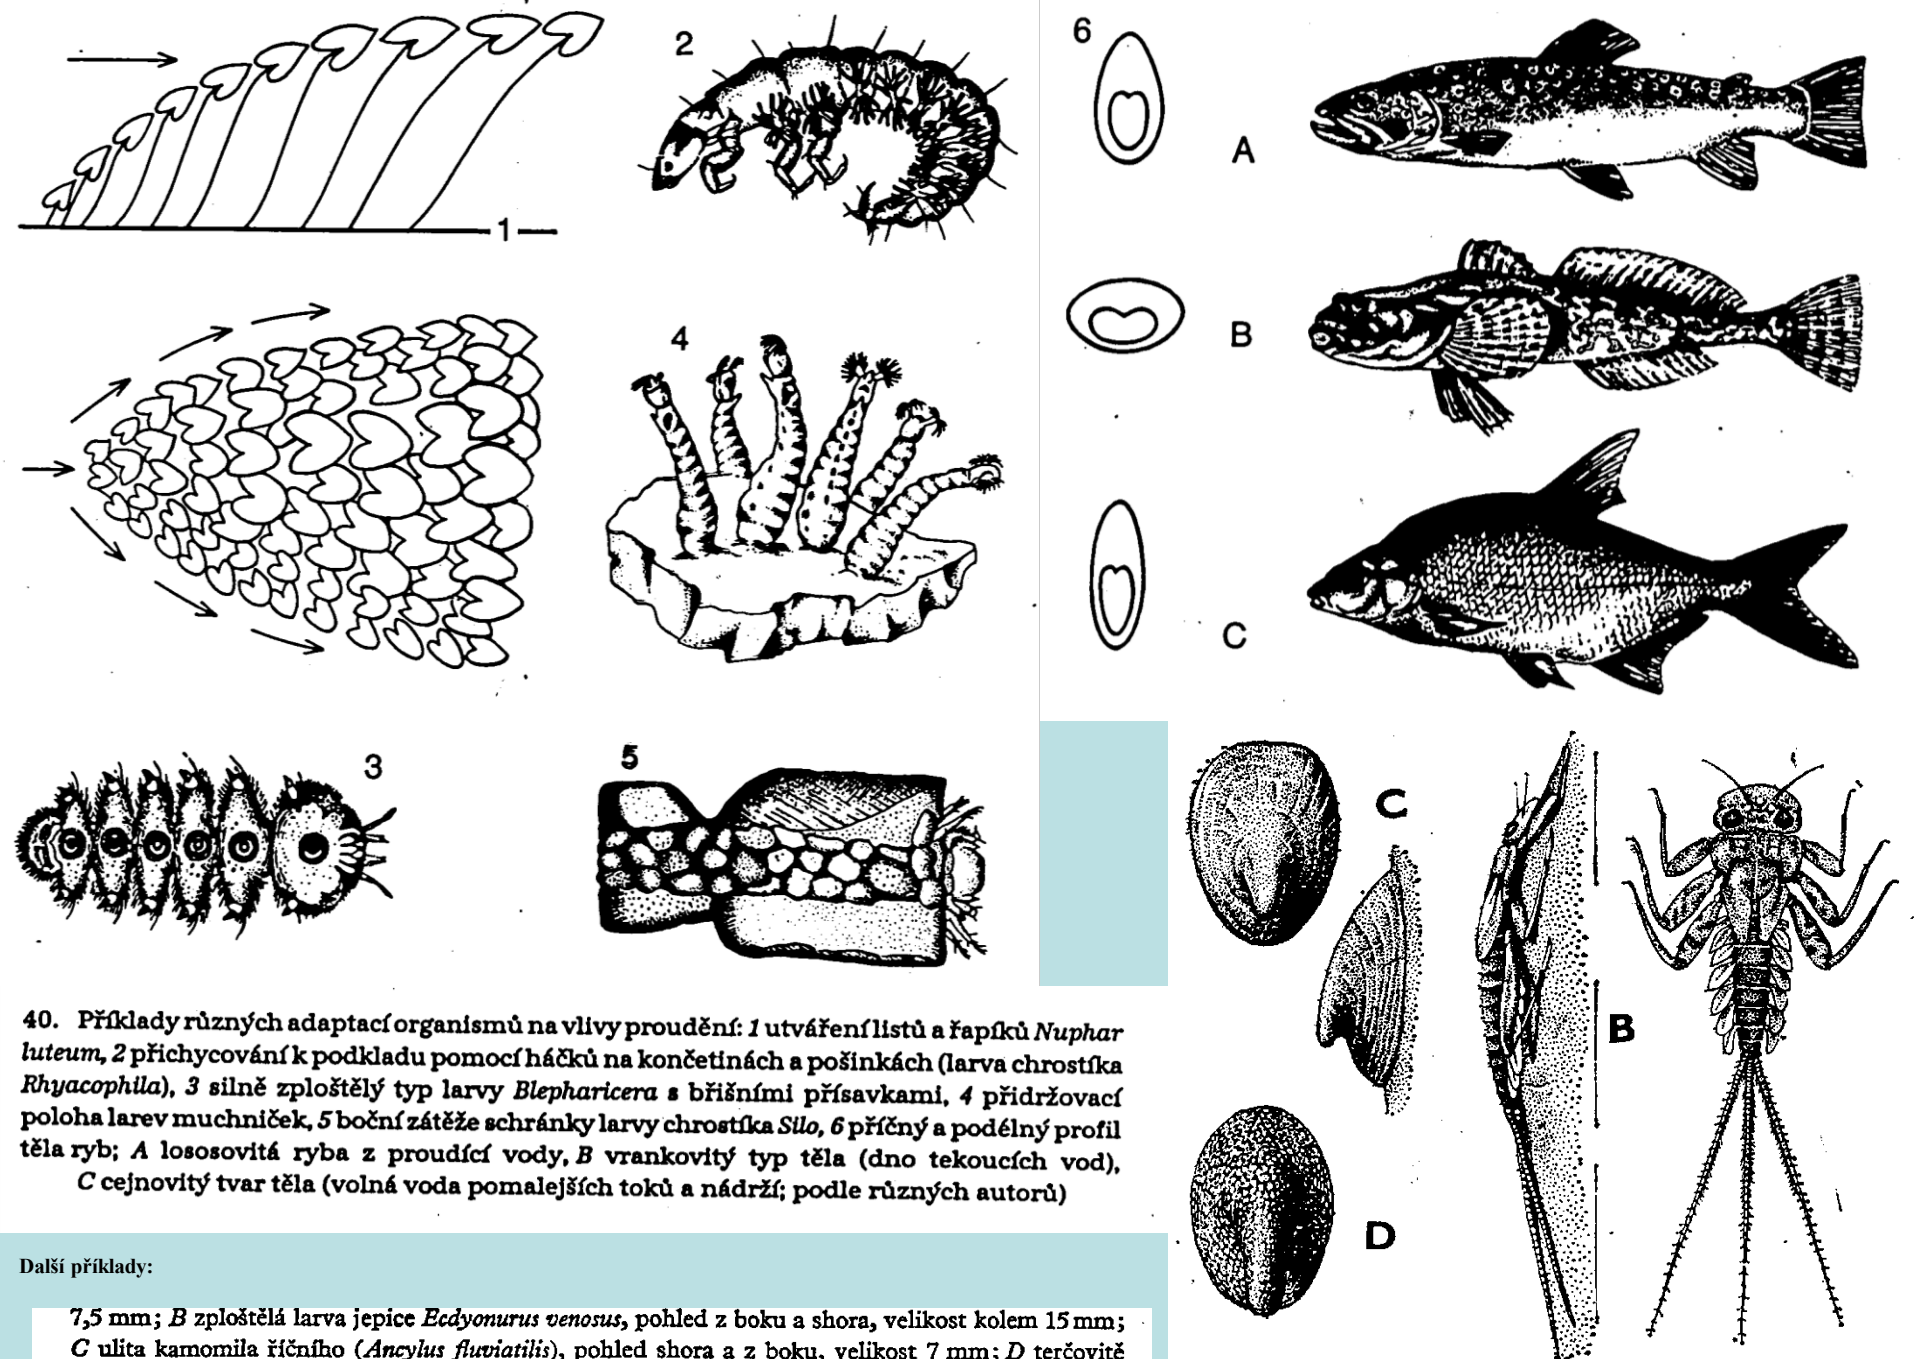 1
2
4
3
5
6
A
B
C
40. Příklady různých adaptací organismů na vlivy proudění: 1 utváření listů a řapíků Nuphar
luteum, 2 přichycování k podkladu pomocí háčků na končetinách a pošinkách (larva chrostíka
Rhyacophila), 3 silně zploštělý typ larvy Blepharicera s břišními přísavkami, 4 přidržovací
poloha larev muchniček, 5 boční zátěže schránky larvy chrostíka Silo, 6 příčný a podélný profil
těla ryb; A lososovitá ryba z proudící vody, B vrankovitý typ těla (dno tekoucích vod),
C cejnovitý tvar těla (volná voda pomalejších toků a nádrží; podle různých autorů)
C
B
D
Další příklady:
7,5 mm; B zploštělá larva jepice Ecdyonurus venosus, pohled z boku a shora, velikost kolem 15 mm;
C ulita kamomila říčního (Ancylus fluviatilis), pohled shora a z boku, velikost 7 mm; D terčovitě